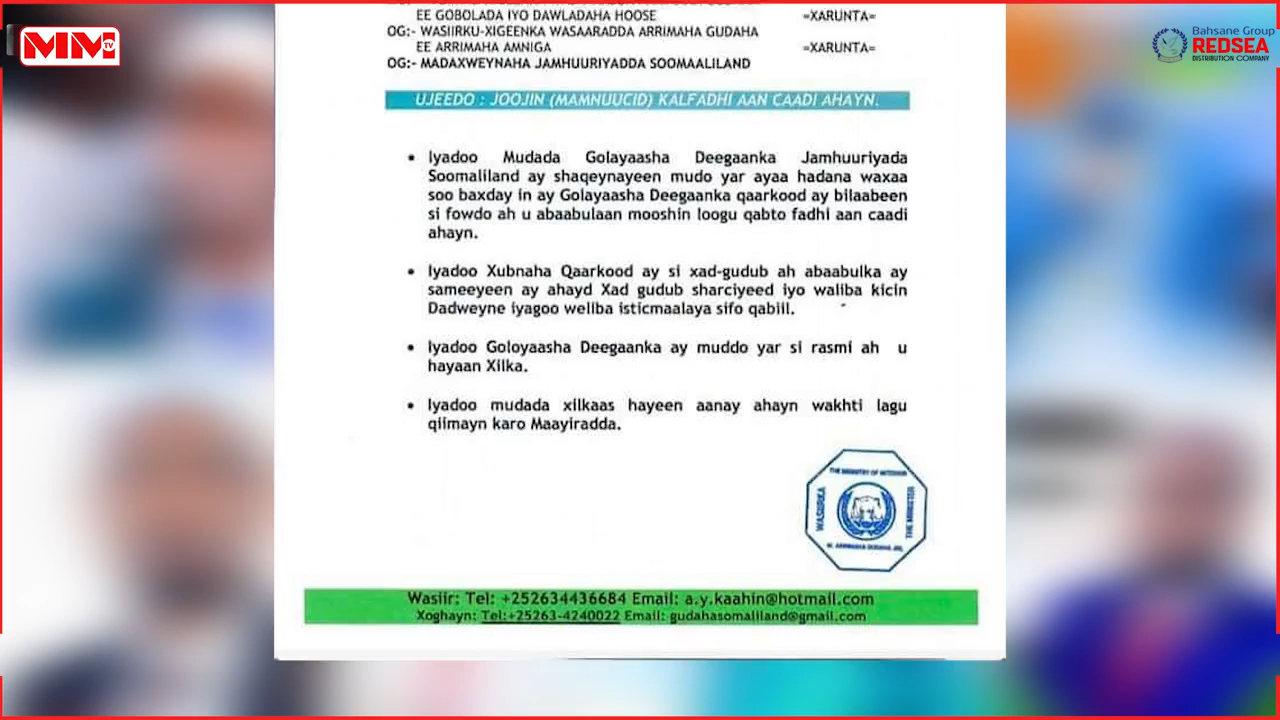 MM TV
Bahsane Group
REDSEA
DISTRIBUTION COMPANY
EE GOBOLADA IYO DAWLADAHA HOOSE =XARUNTA=
OG:- WASIIRKU-XIGEENKA WASAARADDA ARRIMAHA GUDAHA
EE ARRIMAHA AMNIGA =XARUNTA=
OG:- MADAXWEYNAHA JAMHUURIYADDA SOOMAALILAND
UJEEDO : JOOJIN (MAMNUUCID) KALFADHI AAN CAADI AHAYN.
• Iyadoo Mudada Golayaasha Deegaanka Jamhuuriyada
Soomaliland ay shaqeynayeen mudo yar ayaa hadana waxaa
soo baxday in ay Golayaasha Deegaanka qaarkood ay bilaabeen
si fowdo ah u abaabulaan mooshin loogu qabto fadhi aan caadi
ahayn.
• Iyadoo Xubnaha Qaarkood ay si xad-gudub ah abaabulka ay
sameeyeen ay ahayd Xad gudub sharciyeed iyo waliba kicin
Dadweyne iyagoo weliba isticmaalaya sifo qabiil.
• Iyadoo Goloyaasha Deegaanka ay muddo yar si rasmi ah u
hayaan Xilka.
• Iyadoo mudada xilkaas hayeen aanay ahayn wakhti lagu
qiimayn karo Maayiradda.
THE MINISTRY OF INTERIOR
WASIIRKA
THE MINISTER
Wasiir: Tel: +252634436684 Email: a.y.kaahin@hotmail.com
Xoghayn: Tel:+25263-4240022 Email: gudahasomaliland@gmail.com